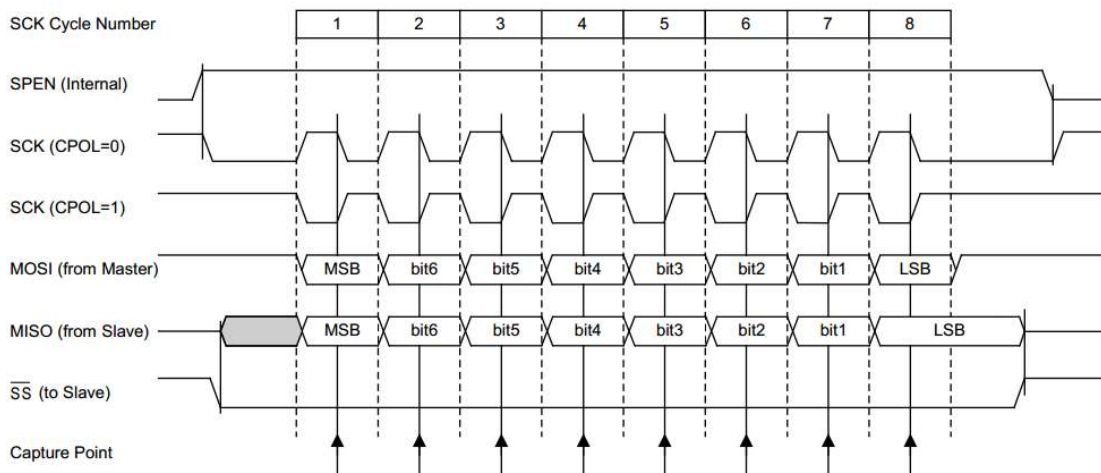 SCK Cycle Number 1 2 3 4 5 6 7 8
SPEN (Internal)
SCK (CPOL=0)
SCK (CPOL=1)
MOSI (from Master) MSB bit6 bit5 bit4 bit3 bit2 bit1 LSB
MISO (from Slave) MSB bit6 bit5 bit4 bit3 bit2 bit1 LSB
S̅S̅ (to Slave)
Capture Point